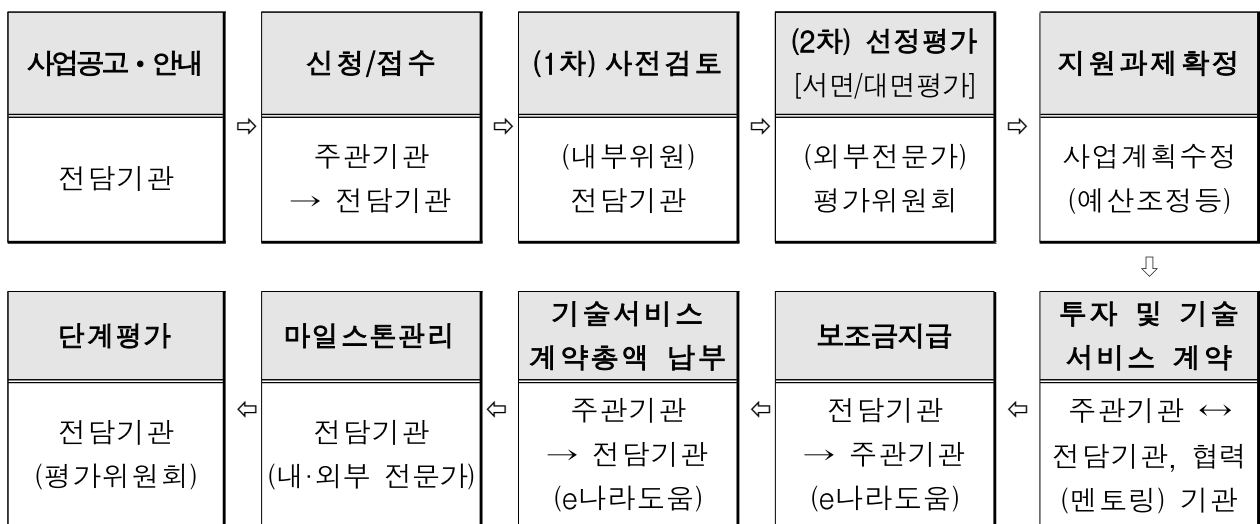 사업공고・안내
전담기관
⇨
신청/접수
주관기관
→ 전담기관
⇨
(1차) 사전검토
(내부위원)
전담기관
⇨
(2차) 선정평가
[서면/대면평가]
(외부전문가)
평가위원회
⇨
지원과제확정
사업계획수정
(예산조정등)
⇩
투자 및 기술
서비스 계약
주관기관 ↔
전담기관, 협력
(멘토링) 기관
⇦
보조금지급
전담기관
→ 주관기관
(e나라도움)
⇦
기술서비스
계약총액 납부
주관기관
→ 전담기관
(e나라도움)
⇦
마일스톤관리
전담기관
(내·외부 전문가)
⇦
단계평가
전담기관
(평가위원회)